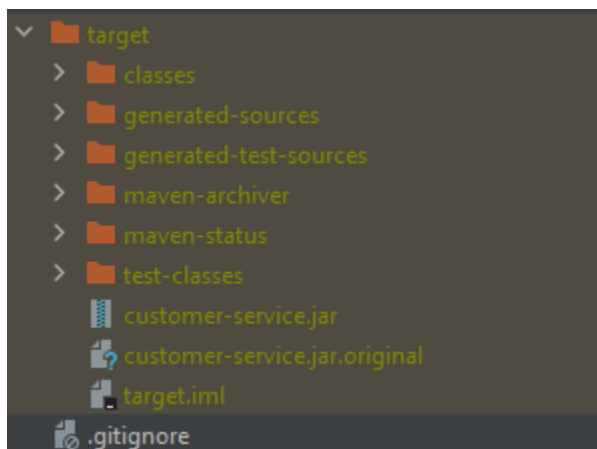 target
classes
generated-sources
generated-test-sources
maven-archiver
maven-status
test-classes
customer-service.jar
customer-service.jar.original
target.iml
.gitignore